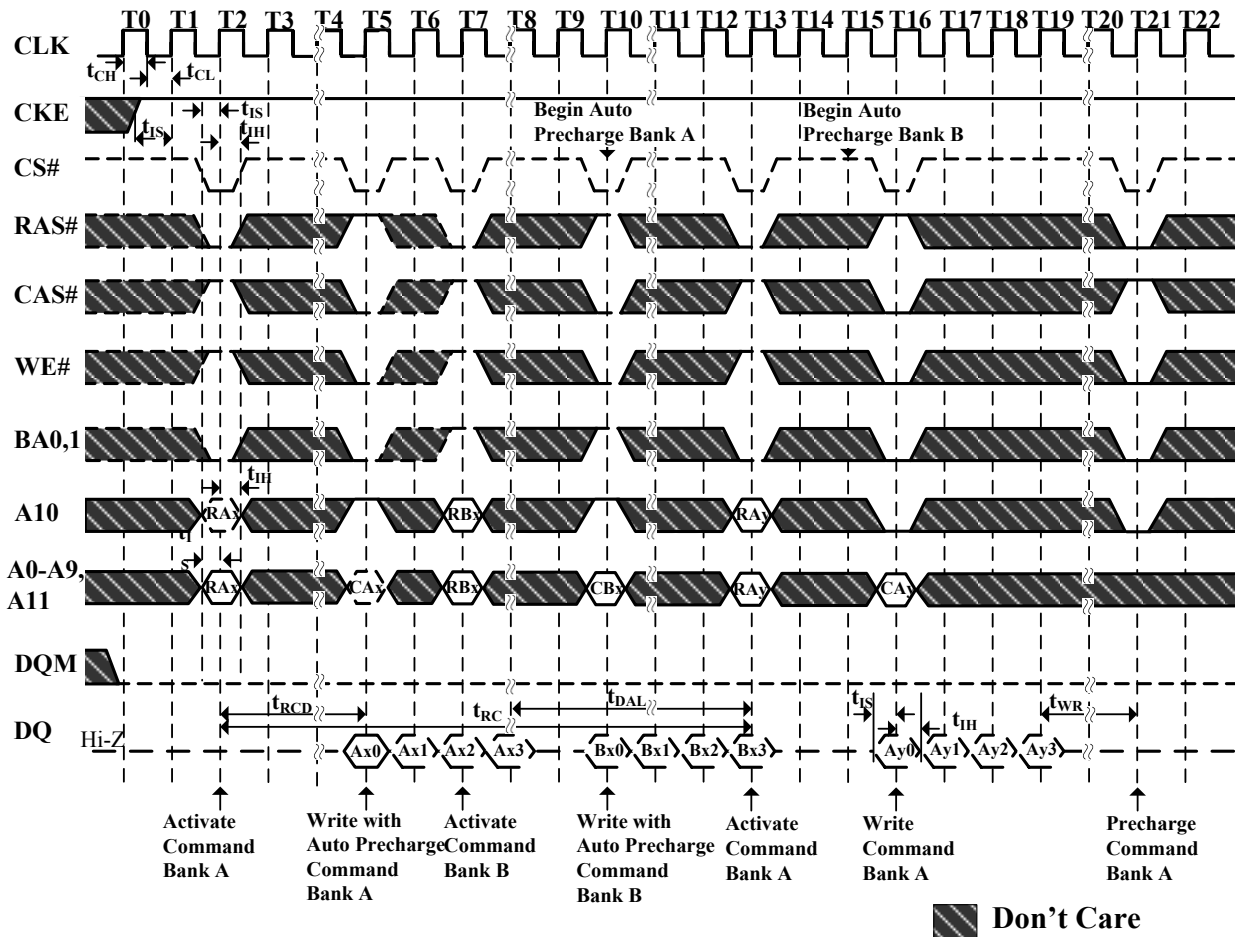 T0 T1 T2 T3 T4 T5 T6 T7 T8 T9 T10 T11 T12 T13 T14 T15 T16 T17 T18 T19 T20 T21 T22
CLK
tCH tCL
CKE
tIS
tIS
tIH
Begin Auto
Precharge Bank A
Begin Auto
Precharge Bank B
CS#
RAS#
CAS#
WE#
BA0,1
tIH
A10
RAx RBx RAy
tI
S
A0-A9,
A11
RAx CAx RBx CBx RAy CAy
DQM
tRCD tRC tDAL tIS tIH tWR
DQ
Hi-Z
Ax0 Ax1 Ax2 Ax3 Bx0 Bx1 Bx2 Bx3 Ay0 Ay1 Ay2 Ay3
Activate
Command
Bank A
Write with
Auto Precharge
Command
Bank A
Activate
Command
Bank B
Write with
Auto Precharge
Command
Bank B
Activate
Command
Bank A
Write
Command
Bank A
Precharge
Command
Bank A
Don't Care